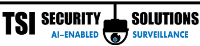 TSI SECURITY SOLUTIONS
AI-ENABLED SURVEILLANCE